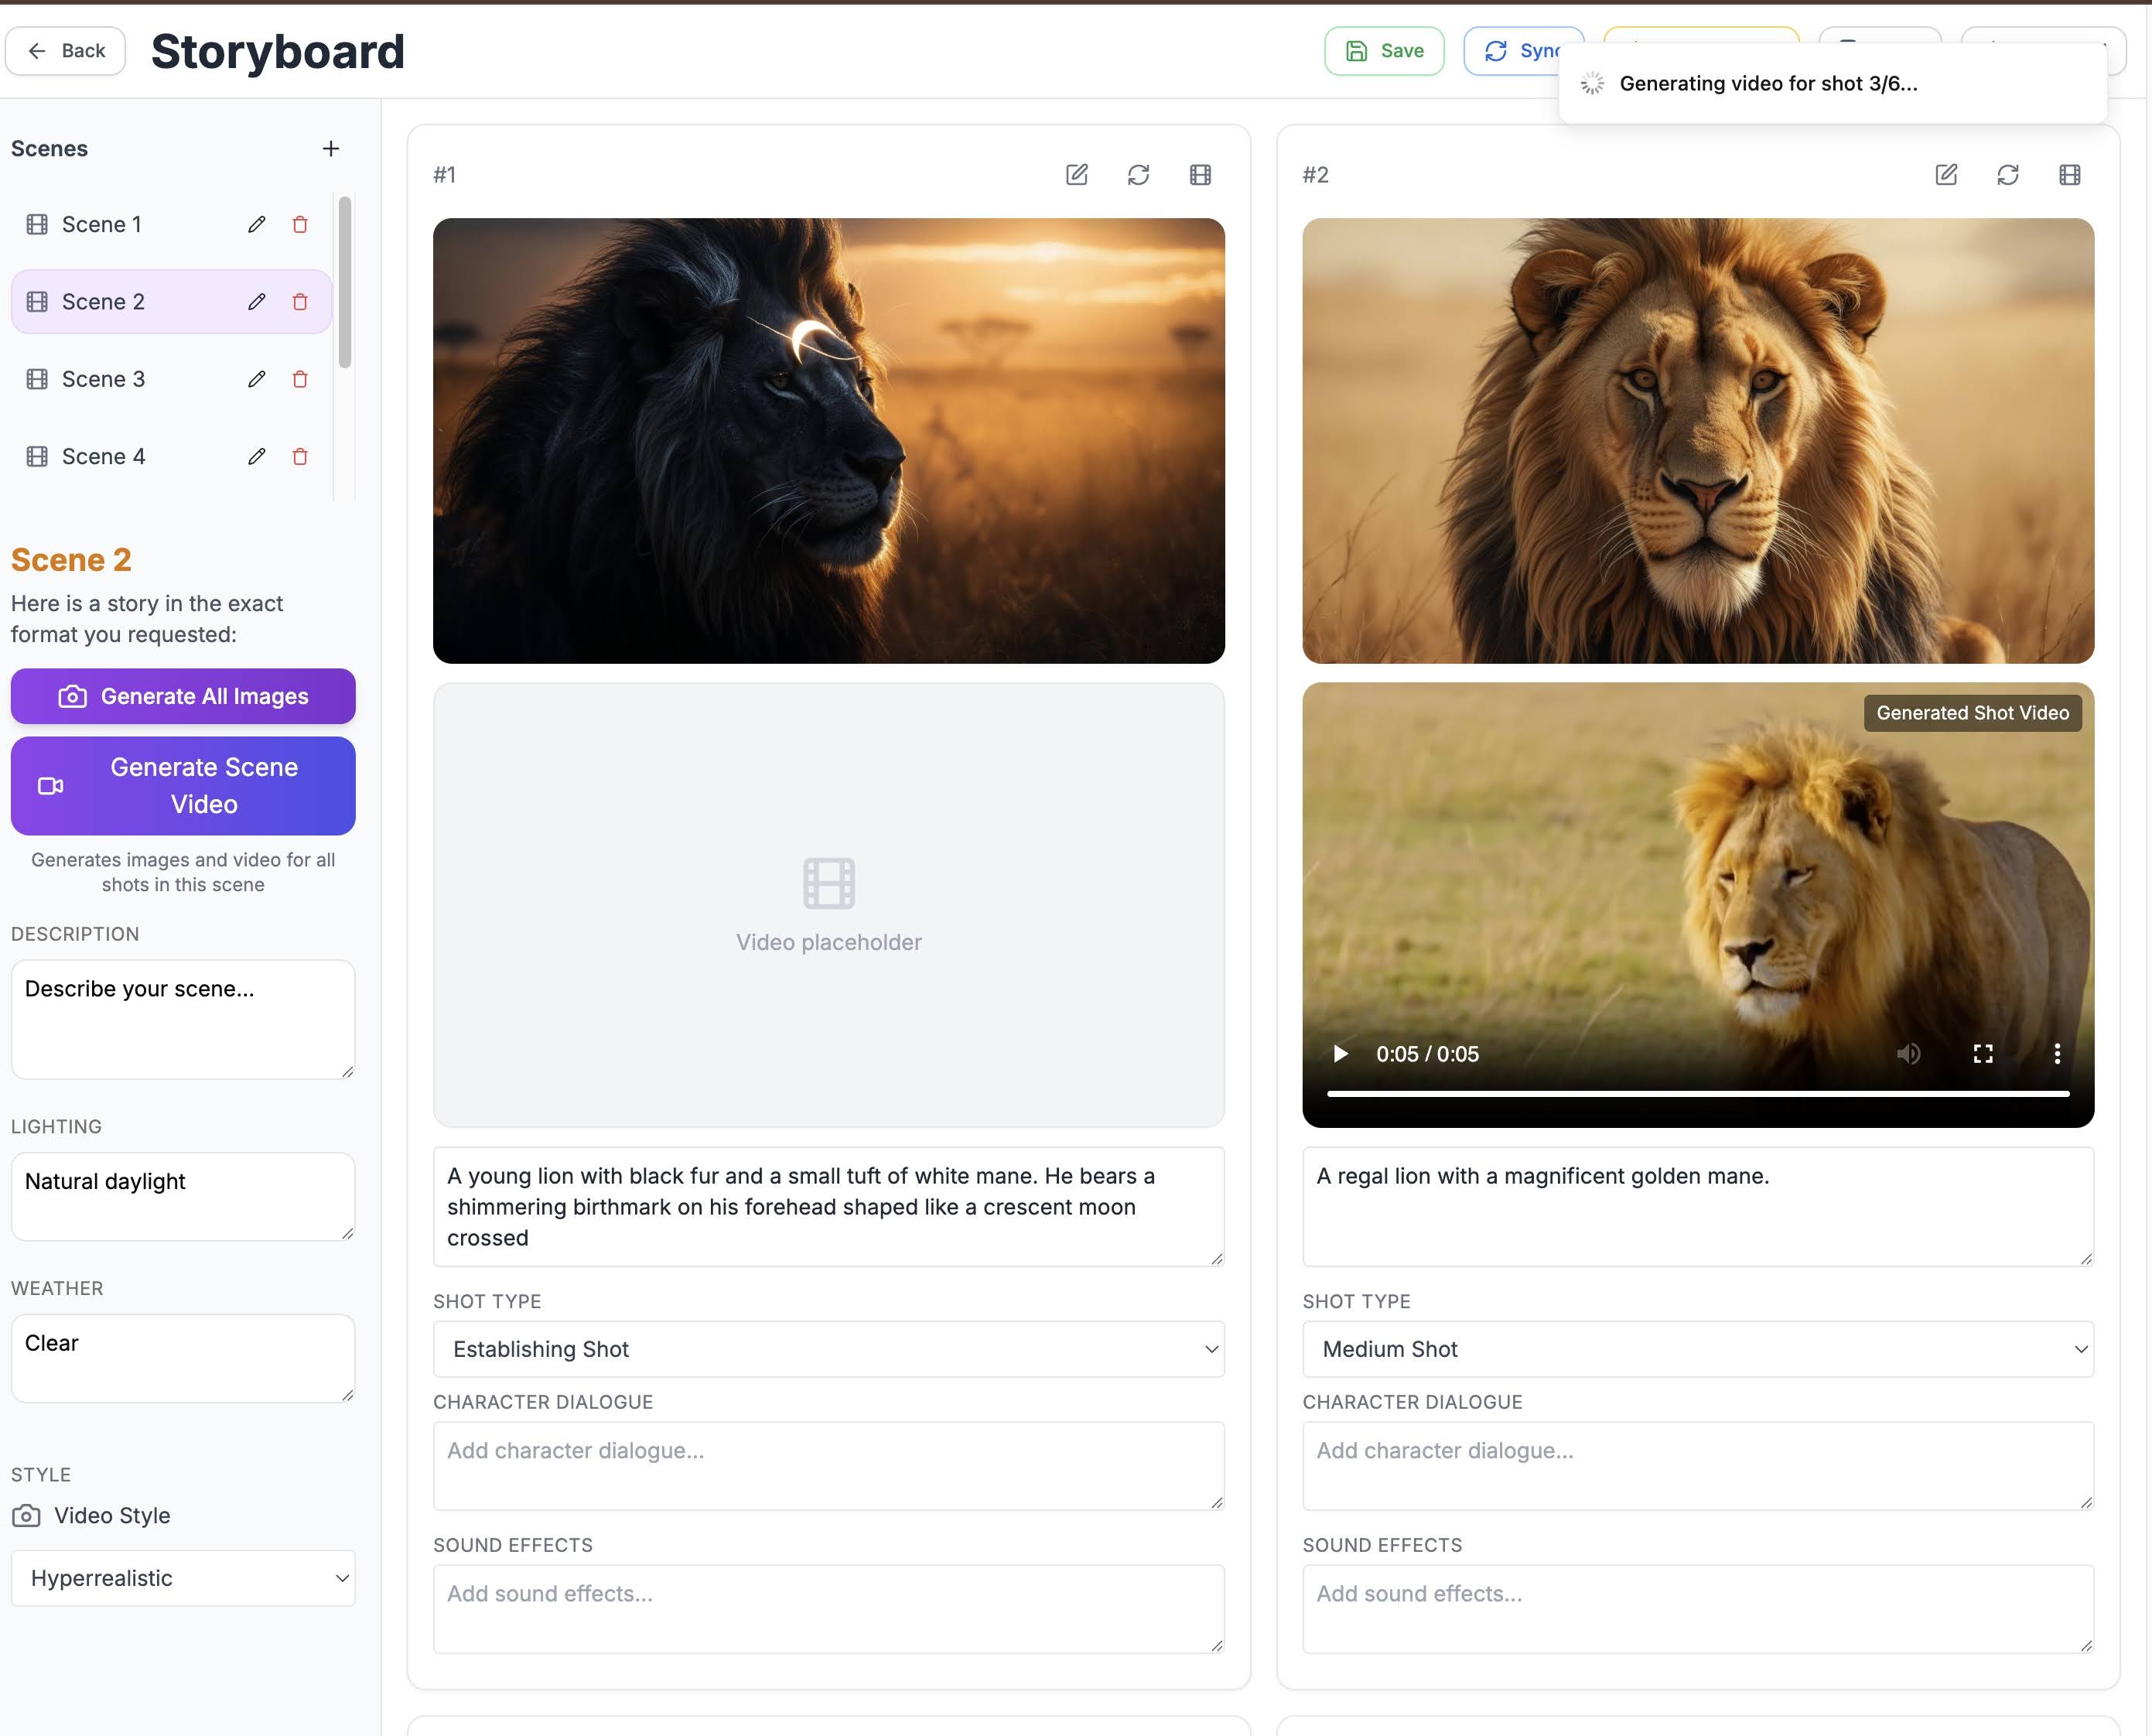 Back
Storyboard
Save
Sync
Generating video for shot 3/6...
Scenes
Scene 1
Scene 2
Scene 3
Scene 4
Scene 2
Here is a story in the exact
format you requested:
Generate All Images
Generate Scene
Video
Generates images and video for all
shots in this scene
DESCRIPTION
Describe your scene...
LIGHTING
Natural daylight
WEATHER
Clear
STYLE
Video Style
Hyperrealistic
#1
Video placeholder
A young lion with black fur and a small tuft of white mane. He bears a
shimmering birthmark on his forehead shaped like a crescent moon
crossed
SHOT TYPE
Establishing Shot
CHARACTER DIALOGUE
Add character dialogue...
SOUND EFFECTS
Add sound effects...
#2
Generated Shot Video
0:05 / 0:05
A regal lion with a magnificent golden mane.
SHOT TYPE
Medium Shot
CHARACTER DIALOGUE
Add character dialogue...
SOUND EFFECTS
Add sound effects...